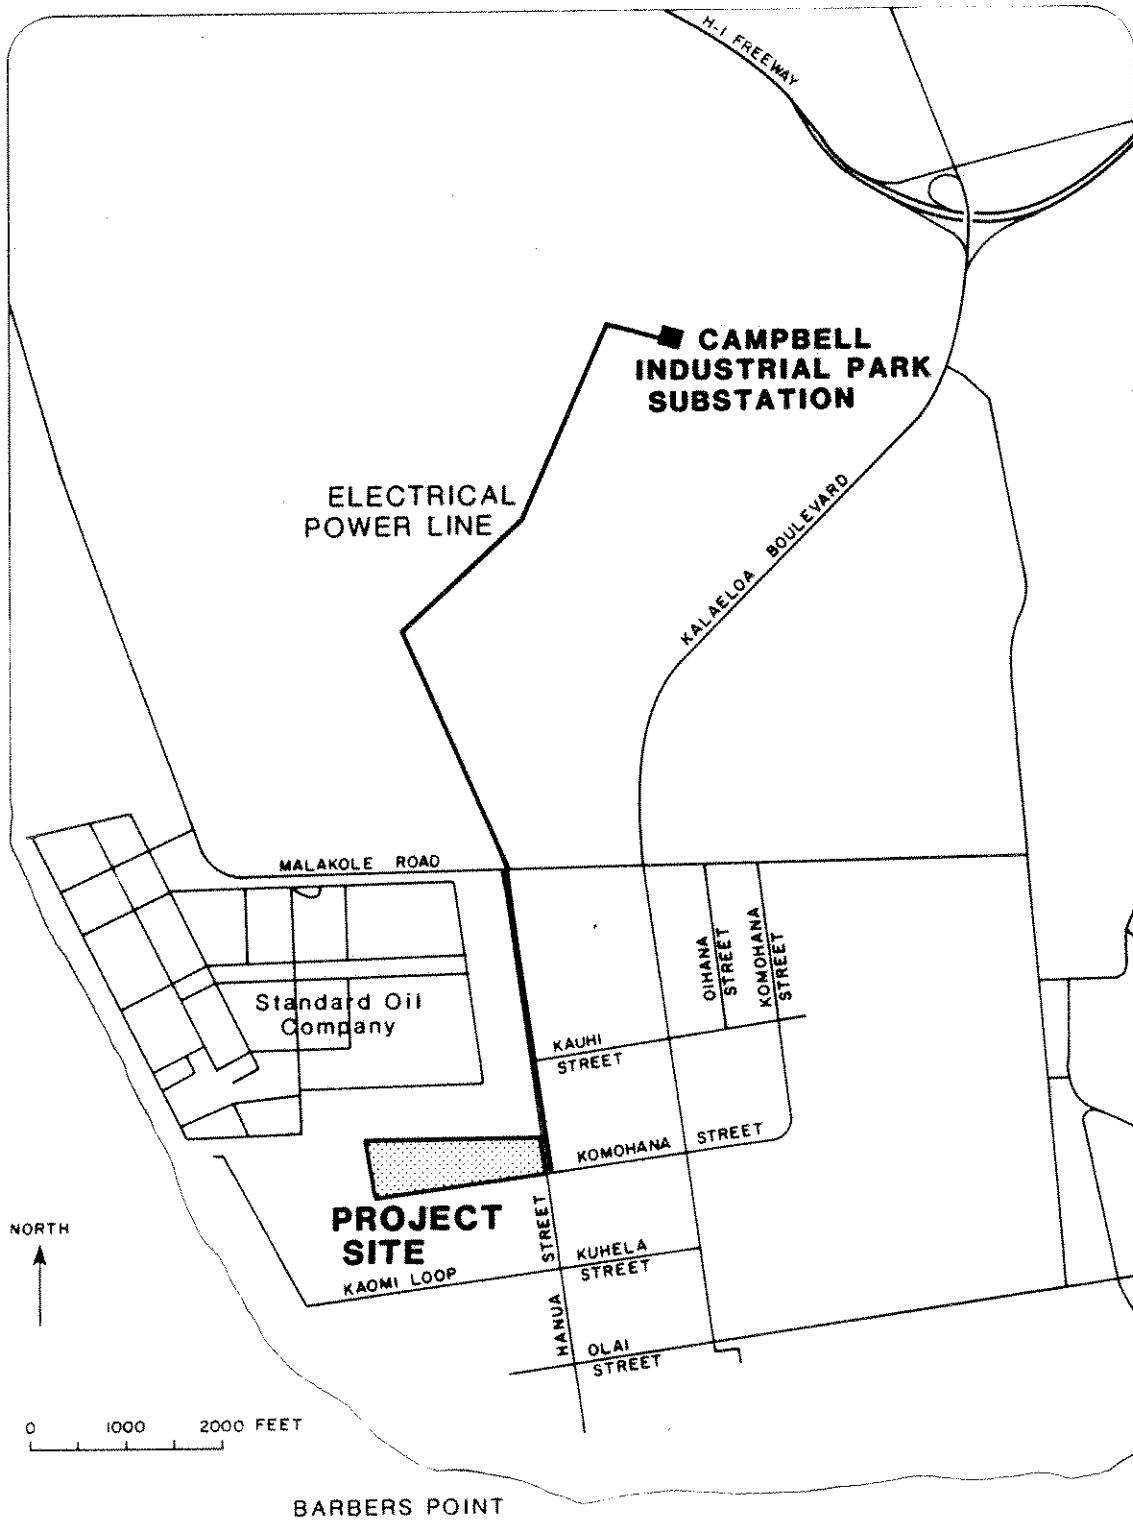 H-1 FREEWAY
CAMPBELL
INDUSTRIAL PARK
SUBSTATION
ELECTRICAL
POWER LINE
KALAELOA BOULEVARD
MALAKOLE ROAD
OIHANA
STREET
KOMOHANA
STREET
Standard Oil
Company
KAUHI
STREET
KOMOHANA STREET
PROJECT
SITE
HANUA STREET
NORTH
KUHELA
STREET
KAOMI LOOP
OLAI
STREET
0 1000 2000 FEET
BARBERS POINT